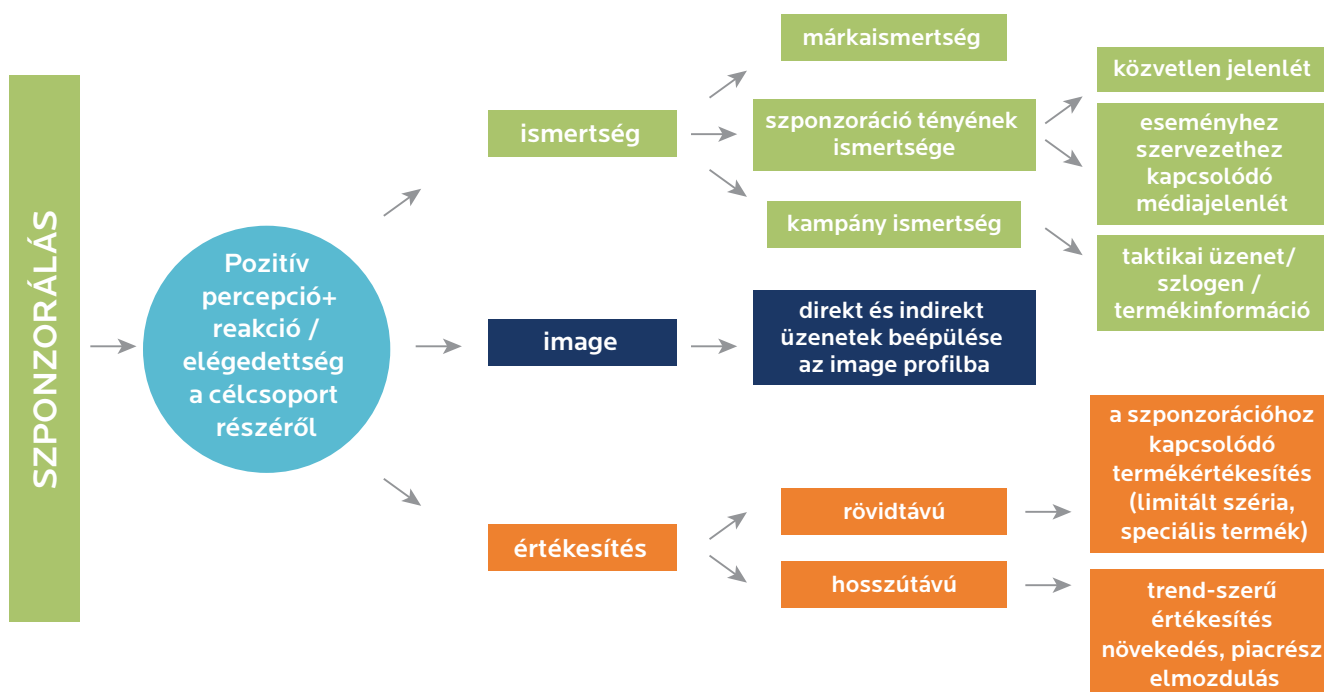 SZPONZORÁLÁS
Pozitív
percepció+
reakció /
elégedettség
a célcsoport
részéről
ismertség
márkaismertség
szponzoráció tényének
ismertsége
kampány ismertség
közvetlen jelenlét
eseményhez
szervezethez
kapcsolódó
médiajelenlét
taktikai üzenet/
szlogen /
termékinformáció
image
direkt és indirekt
üzenetek beépülése
az image profilba
értékesítés
rövidtávú
a szponzorációhoz
kapcsolódó
termékértékesítés
(limitált széria,
speciális termék)
hosszútávú
trend-szerű
értékesítés
növekedés, piacrész
elmozdulás